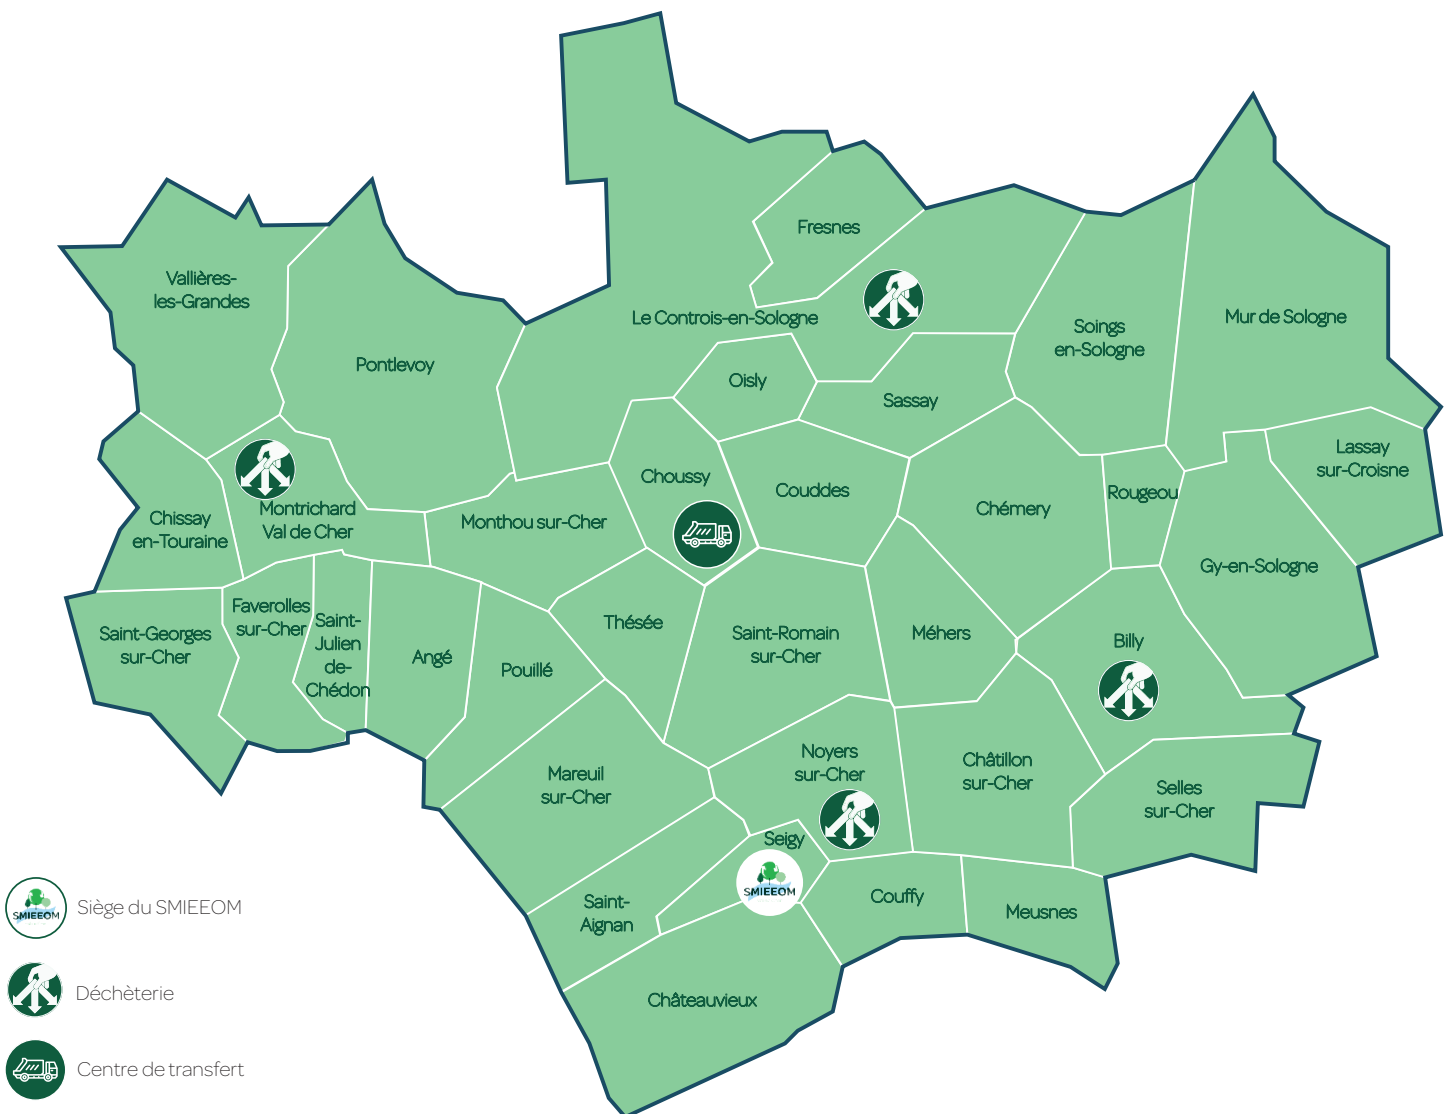 Fresnes
Vallières-
les-Grandes
Le Controis-en-Sologne
Mur de Sologne
Soings
en-Sologne
Pontlevoy
Oisly
Sassay
Lassay
sur-Croisne
Choussy
Couddes
Rougeou
Chémery
Montrichard
Val de Cher
Monthou sur-Cher
Chissay
en-Touraine
Gy-en-Sologne
Faverolles
sur-Cher
Saint-
Julien
de-
Chédon
Saint-Georges
sur-Cher
Thésée
Saint-Romain
sur-Cher
Méhers
Billy
Angé
Pouillé
Noyers
sur-Cher
Châtillon
sur-Cher
Mareuil
sur-Cher
Selles
sur-Cher
Seigy
SMIEEOM
Couffy
Saint-
Aignan
Meusnes
Châteauvieux
SMIEEOM
Siège du SMIEEOM
Déchèterie
Centre de transfert